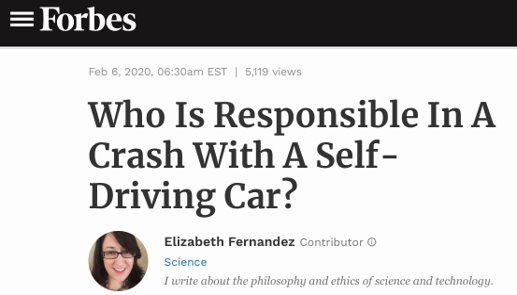 Forbes
Feb 6, 2020, 06:30am EST | 5,119 views
Who Is Responsible In A
Crash With A Self-
Driving Car?
Elizabeth Fernandez Contributor
Science
I write about the philosophy and ethics of science and technology.